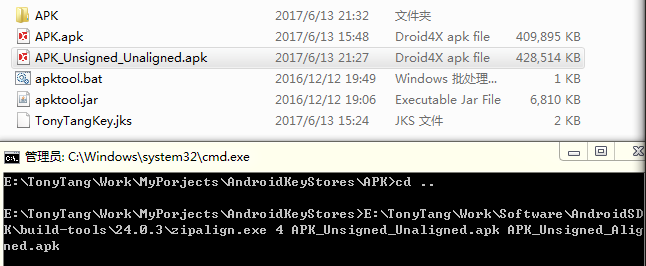 APK 2017/6/13 21:32 文件夹
APK.apk 2017/6/13 15:48 Droid4X apk file 409,895 KB
APK_Unsigned_Unaligned.apk 2017/6/13 21:27 Droid4X apk file 428,514 KB
apktool.bat 2016/12/12 19:49 Windows 批处理... 1 KB
apktool.jar 2016/12/12 19:06 Executable Jar File 6,810 KB
TonyTangKey.jks 2017/6/13 15:24 JKS 文件 2 KB
管理员: C:\Windows\system32\cmd.exe
E:\TonyTang\Work\MyPorjects\AndroidKeyStores\APK>cd ..
E:\TonyTang\Work\MyPorjects\AndroidKeyStores>E:\TonyTang\Work\Software\AndroidSD
K\build-tools\24.0.3\zipalign.exe 4 APK_Unsigned_Unaligned.apk APK_Unsigned_Alig
ned.apk